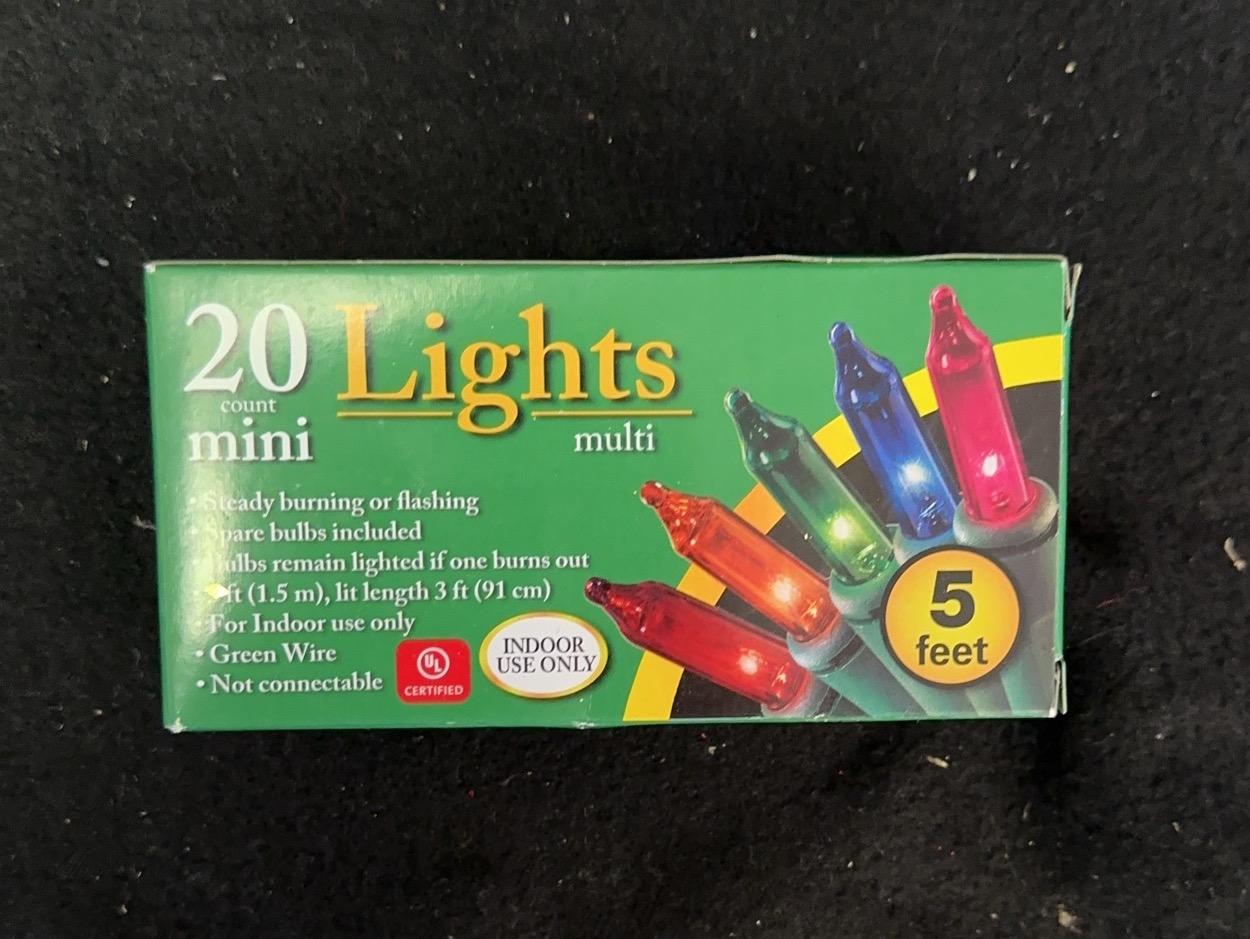 20 Lights
count
mini
multi
• Steady burning or flashing
• Spare bulbs included
• Bulbs remain lighted if one burns out
ft (1.5 m), lit length 3 ft (91 cm)
• For Indoor use only
• Green Wire
• Not connectable
UL
CERTIFIED
INDOOR
USE ONLY
5
feet